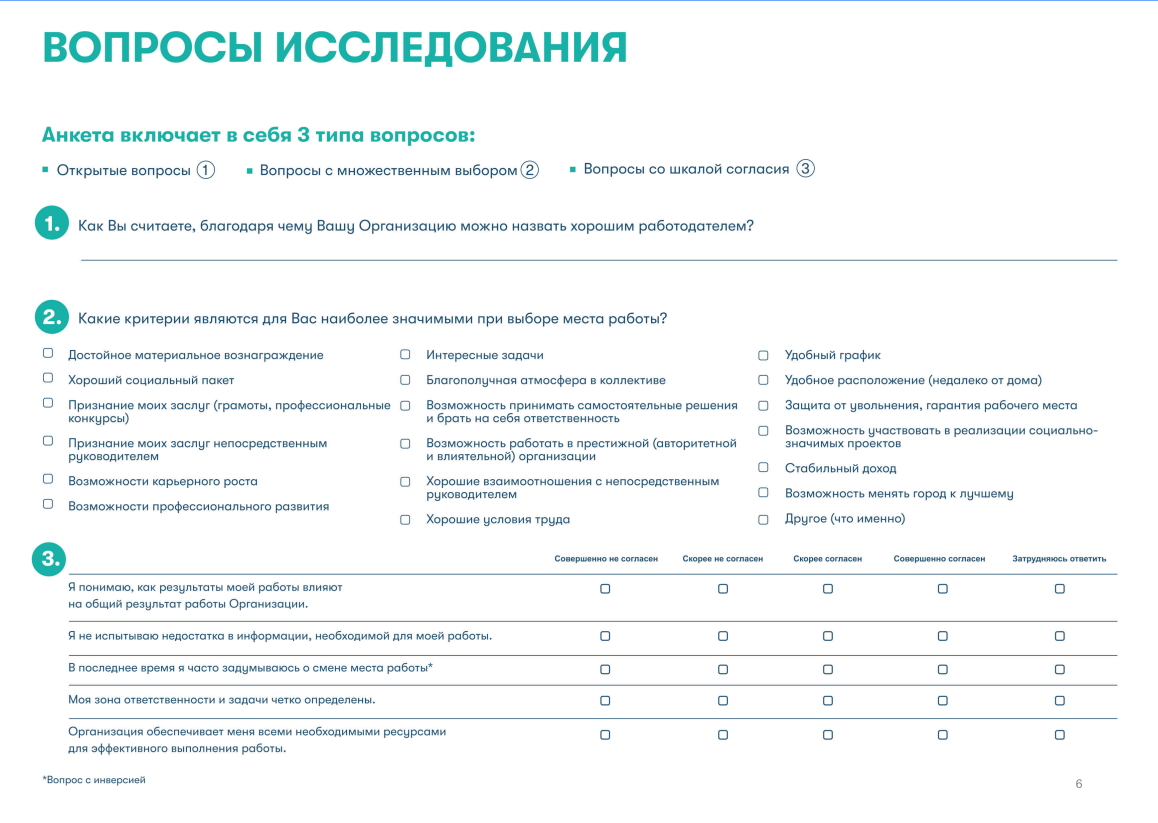 ВОПРОСЫ ИССЛЕДОВАНИЯ
Анкета включает в себя 3 типа вопросов:
Открытые вопросы 1
Вопросы с множественным выбором 2
Вопросы со шкалой согласия 3
1. Как Вы считаете, благодаря чему Вашу Организацию можно назвать хорошим работодателем?
2. Какие критерии являются для Вас наиболее значимыми при выборе места работы?
Достойное материальное вознаграждение
Хороший социальный пакет
Признание моих заслуг (грамоты, профессиональные
конкурсы)
Признание моих заслуг непосредственным
руководителем
Возможности карьерного роста
Возможности профессионального развития
Интересные задачи
Благополучная атмосфера в коллективе
Возможность принимать самостоятельные решения
и брать на себя ответственность
Возможность работать в престижной (авторитетной
и влиятельной) организации
Хорошие взаимоотношения с непосредственным
руководителем
Хорошие условия труда
Удобный график
Удобное расположение (недалеко от дома)
Защита от увольнения, гарантия рабочего места
Возможность участвовать в реализации социально-
значимых проектов
Стабильный доход
Возможность менять город к лучшему
Другое (что именно)
3.
Совершенно не согласен Скорее не согласен Скорее согласен Совершенно согласен Затрудняюсь ответить
Я понимаю, как результаты моей работы влияют
на общий результат работы Организации.
Я не испытываю недостатка в информации, необходимой для моей работы.
В последнее время я часто задумываюсь о смене места работы*
Моя зона ответственности и задачи четко определены.
Организация обеспечивает меня всеми необходимыми ресурсами
для эффективного выполнения работы.
*Вопрос с инверсией
6